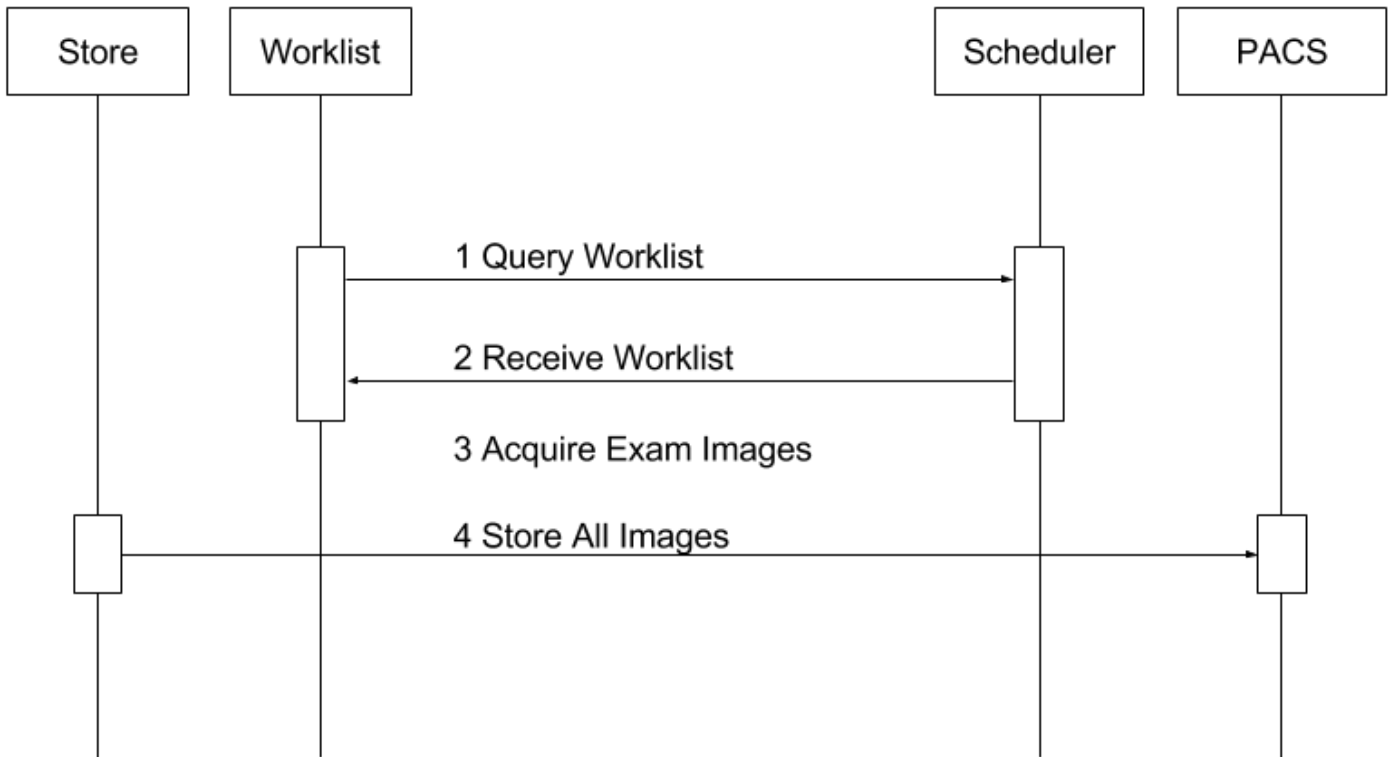 Store
Worklist
Scheduler
PACS
1 Query Worklist
2 Receive Worklist
3 Acquire Exam Images
4 Store All Images